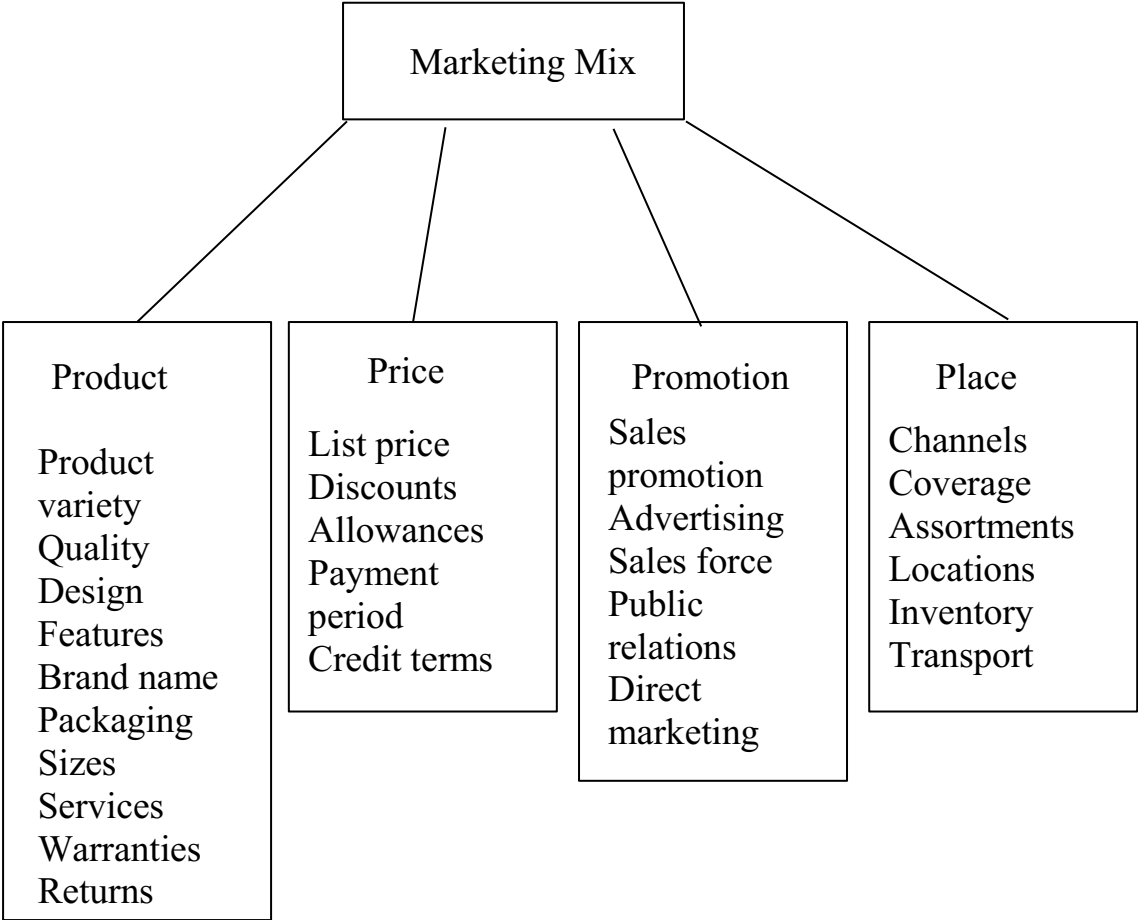 Marketing Mix
Product
Product
variety
Quality
Design
Features
Brand name
Packaging
Sizes
Services
Warranties
Returns
Price
List price
Discounts
Allowances
Payment
period
Credit terms
Promotion
Sales
promotion
Advertising
Sales force
Public
relations
Direct
marketing
Place
Channels
Coverage
Assortments
Locations
Inventory
Transport